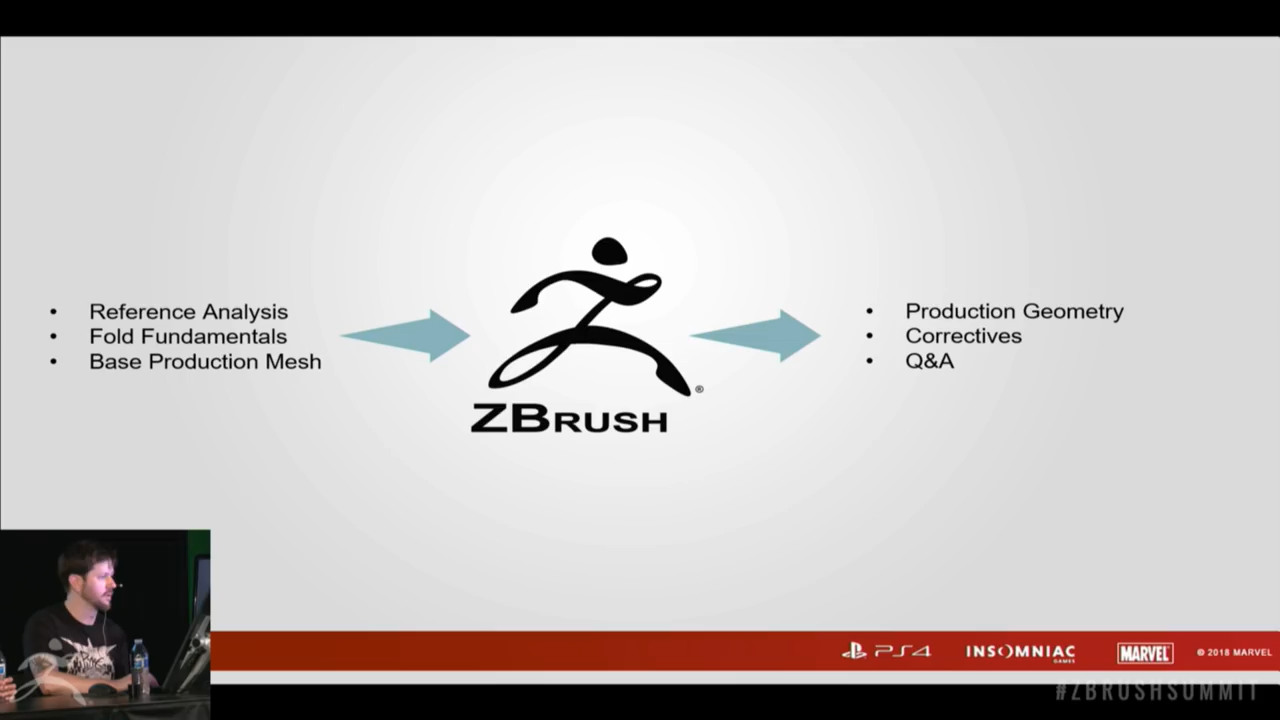 • Reference Analysis
• Fold Fundamentals
• Base Production Mesh
ZBRUSH
®
• Production Geometry
• Correctives
• Q&A
PS4
INSOMNIAC
GAMES
MARVEL
© 2018 MARVEL
#ZBRUSHSUMMIT